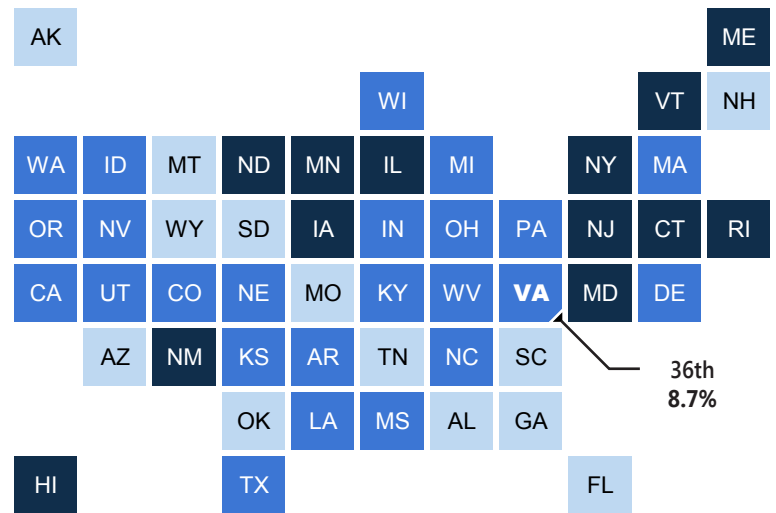 AK ME
WI VT NH
WA ID MT ND MN IL MI NY MA
OR NV WY SD IA IN OH PA NJ CT RI
CA UT CO NE MO KY WV VA MD DE
AZ NM KS AR TN NC SC
36th
8.7%
OK LA MS AL GA
HI TX FL